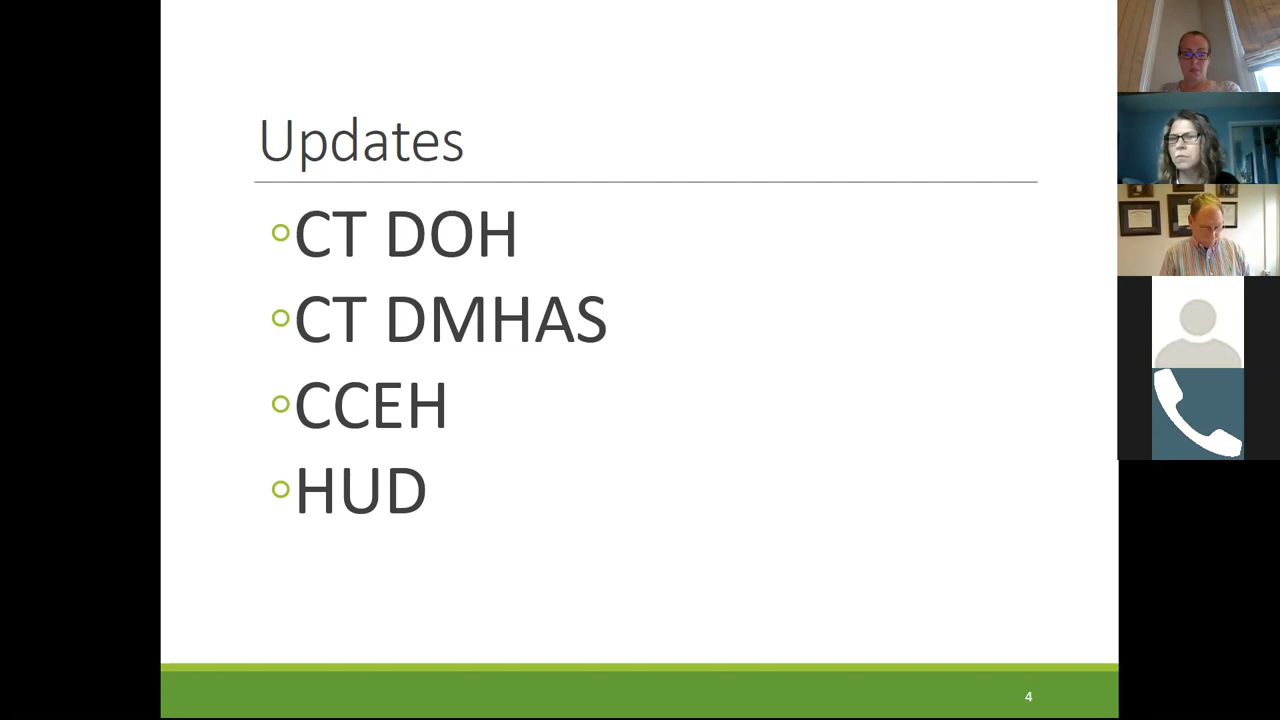 Updates
CT DOH
CT DMHAS
CCEH
HUD
4